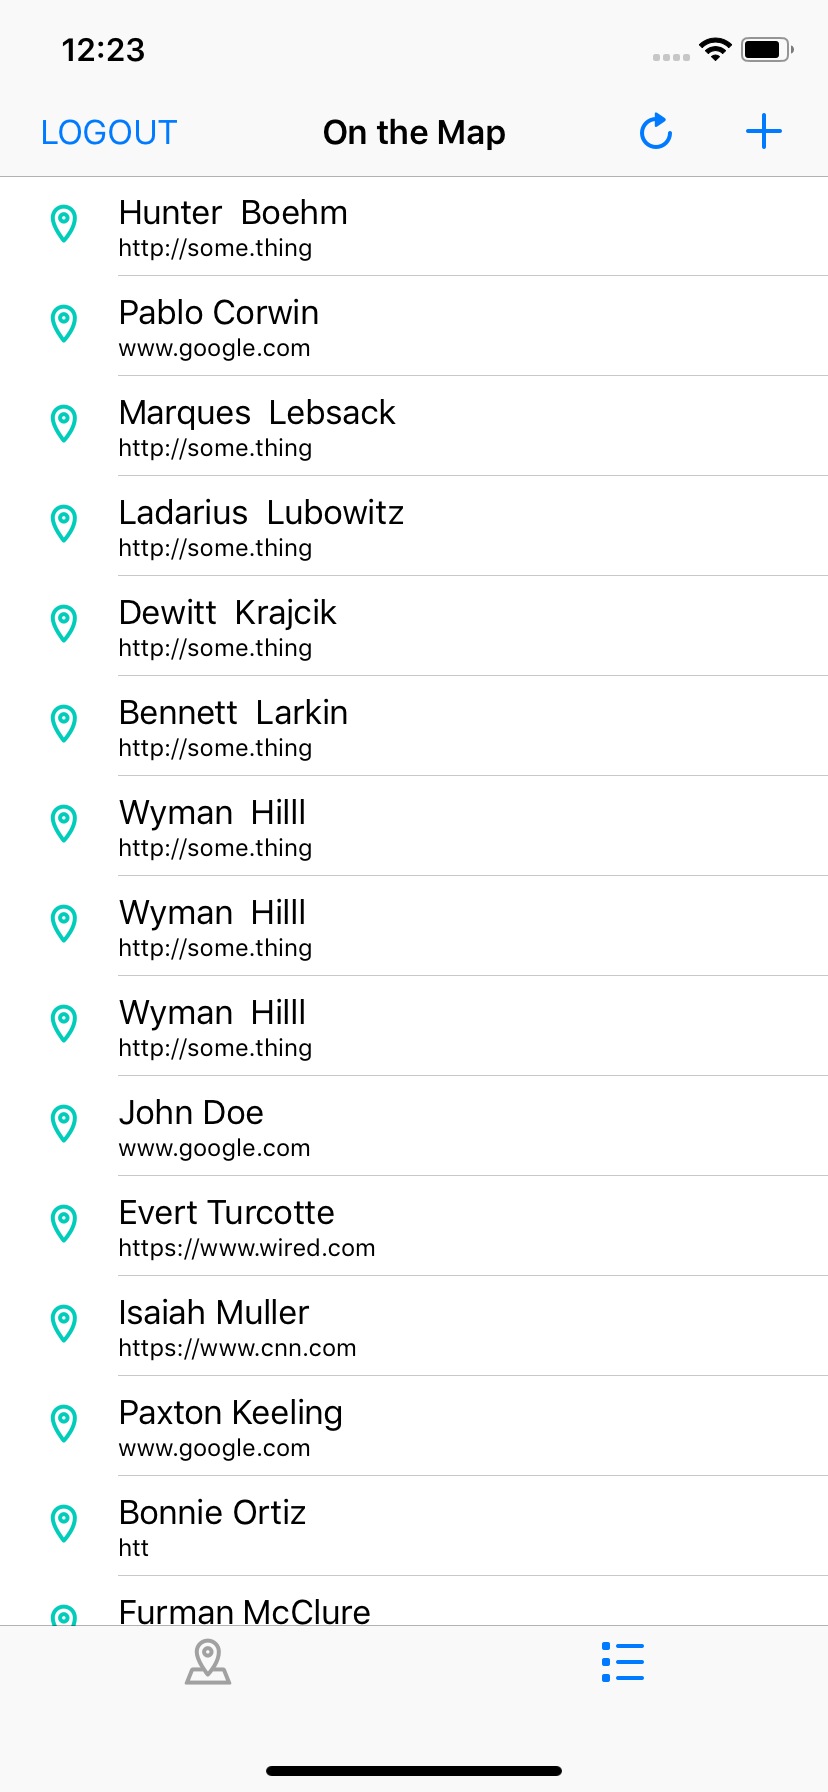 12:23
LOGOUT On the Map
Hunter  Boehm
http://some.thing
Pablo Corwin
www.google.com
Marques  Lebsack
http://some.thing
Ladarius  Lubowitz
http://some.thing
Dewitt  Krajcik
http://some.thing
Bennett  Larkin
http://some.thing
Wyman  Hilll
http://some.thing
Wyman  Hilll
http://some.thing
Wyman  Hilll
http://some.thing
John Doe
www.google.com
Evert Turcotte
https://www.wired.com
Isaiah Muller
https://www.cnn.com
Paxton Keeling
www.google.com
Bonnie Ortiz
htt
Furman McClure